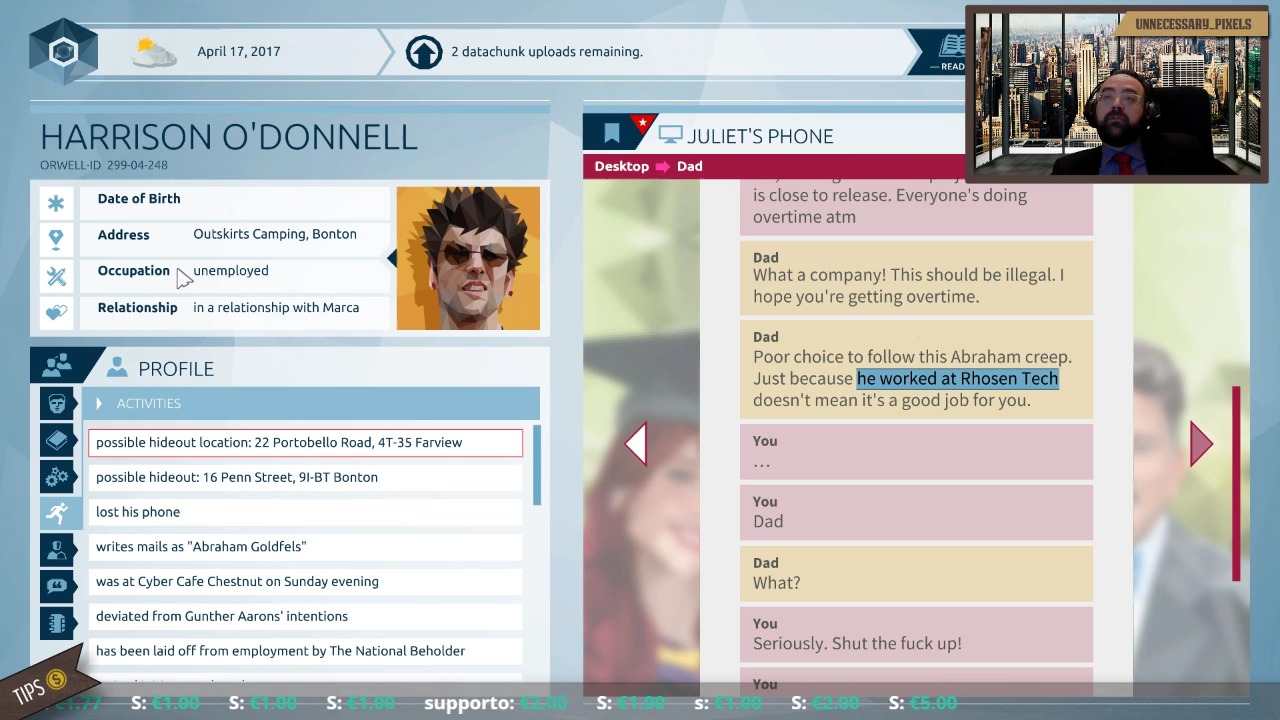 April 17, 2017
2 datachunk uploads remaining.
READ
UNNECESSARY_PIXELS
HARRISON O'DONNELL
ORWELL-ID 299-04-248
Date of Birth
Address Outskirts Camping, Bonton
Occupation unemployed
Relationship in a relationship with Marca
PROFILE
ACTIVITIES
possible hideout location: 22 Portobello Road, 4T-35 Farview
possible hideout: 16 Penn Street, 9I-BT Bonton
lost his phone
writes mails as "Abraham Goldfels"
was at Cyber Cafe Chestnut on Sunday evening
deviated from Gunther Aarons' intentions
has been laid off from employment by The National Beholder
JULIET'S PHONE
Desktop Dad
is close to release. Everyone's doing
overtime atm
Dad
What a company! This should be illegal. I
hope you're getting overtime.
Dad
Poor choice to follow this Abraham creep.
Just because he worked at Rhosen Tech
doesn't mean it's a good job for you.
You
...
You
Dad
Dad
What?
You
Seriously. Shut the fuck up!
You
TIPS
€1.77 S: €1.00 S: €1.00 S: €1.00 supporto: €2.00 S: €1.00 s: €1.00 S: €2.00 S: €5.00